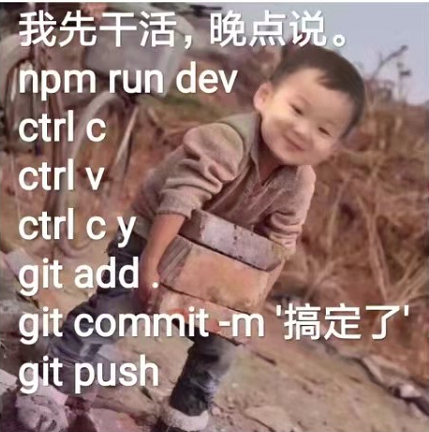 我先干活，晚点说。
npm run dev
ctrl c
ctrl v
ctrl c y
git add .
git commit -m '搞定了'
git push